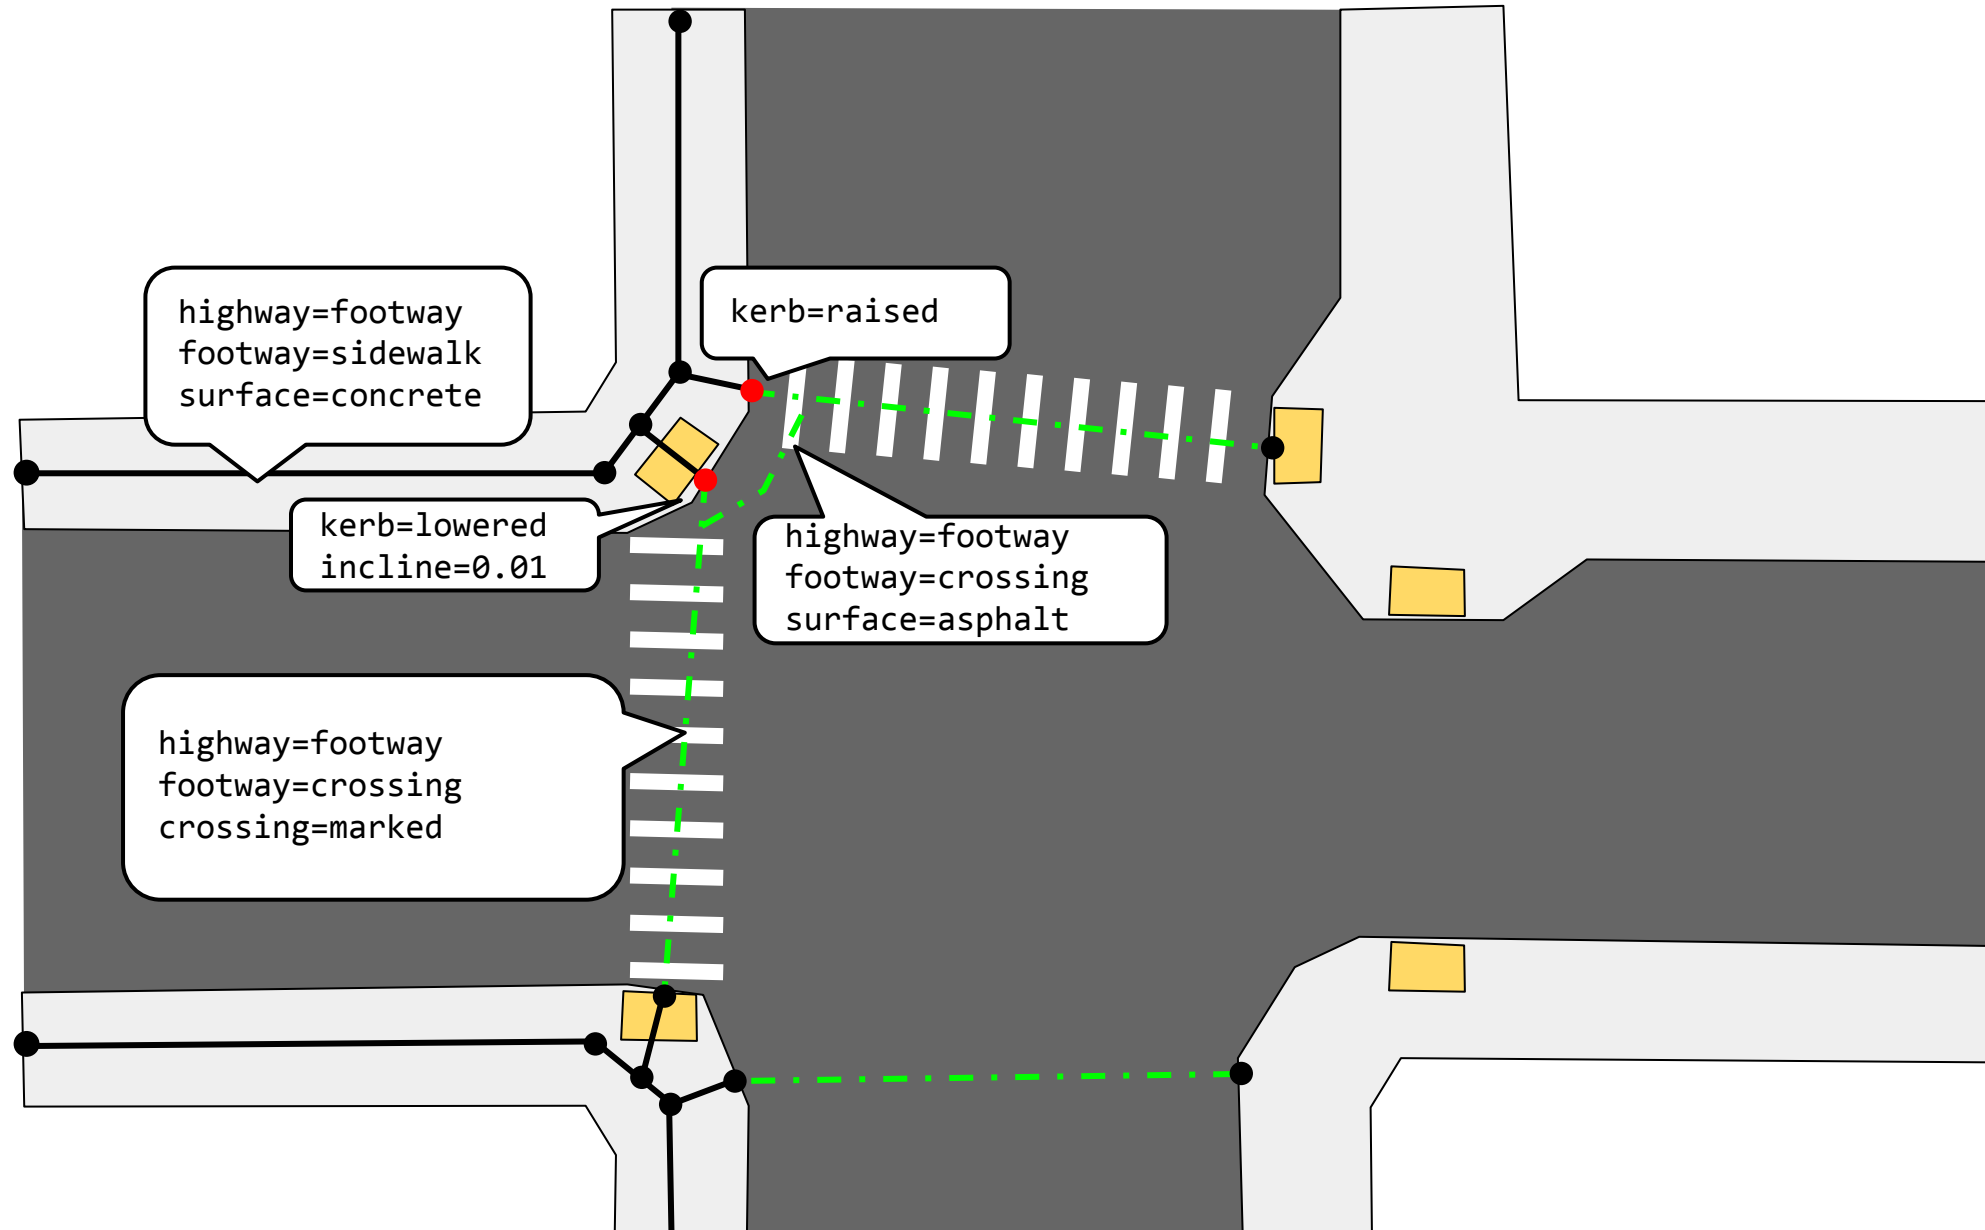 highway=footway
footway=sidewalk
surface=concrete
kerb=raised
kerb=lowered
incline=0.01
highway=footway
footway=crossing
surface=asphalt
highway=footway
footway=crossing
crossing=marked